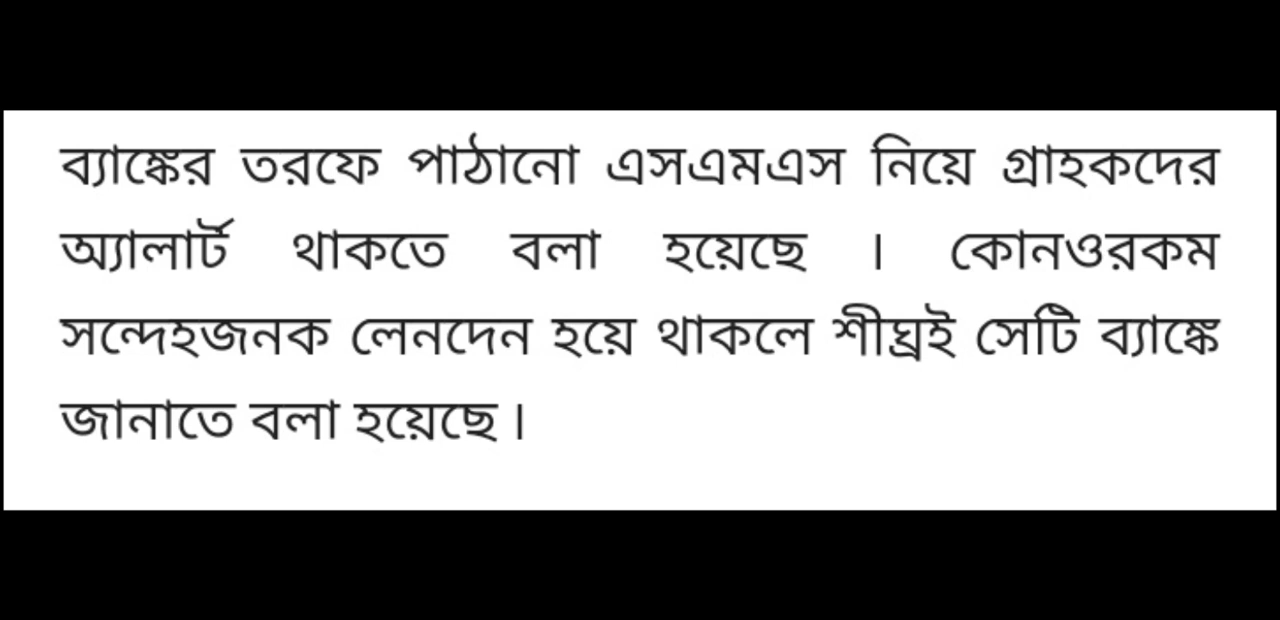 ব্যাঙ্কের তরফে পাঠানো এসএমএস নিয়ে গ্রাহকদের
অ্যালার্ট থাকতে বলা হয়েছে । কোনওরকম
সন্দেহজনক লেনদেন হয়ে থাকলে শীঘ্রই সেটি ব্যাঙ্কে
জানাতে বলা হয়েছে ।